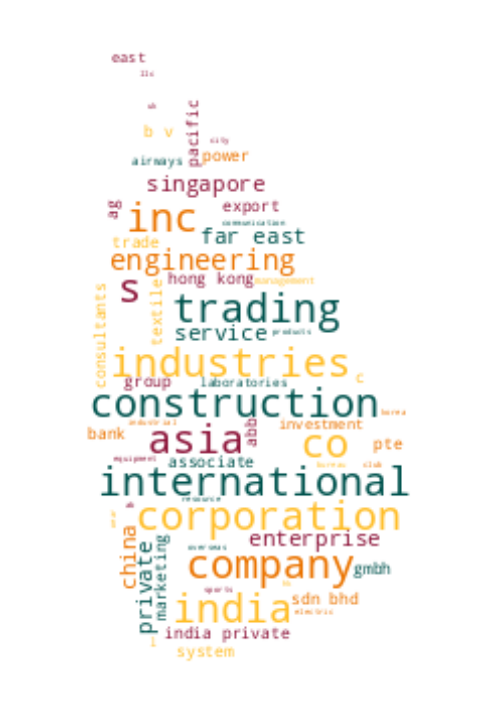 east
llc
b v
pacific
city
airways
power
singapore
ag
export
inc
communication
far east
trade
engineering
hong kong
management
s
textile
consultants
trading
service
products
industries
group
laboratories
c
construction
korea
industrial
bank
asia
abb
investment
co
pte
equipment
associate
club
international
resource
corporation
enterprise
china
private
marketing
overseas
company
gmbh
sports
india
sdn bhd
electric
india private
system